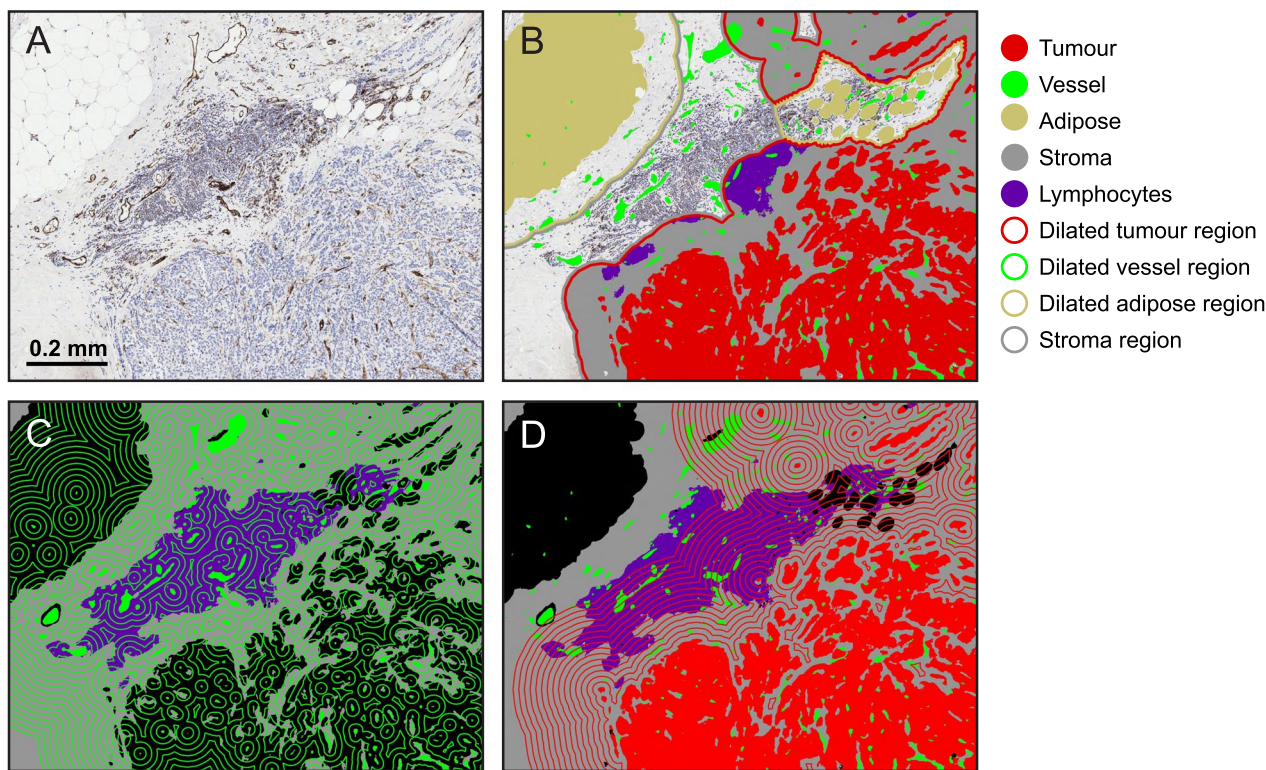 A
B
0.2 mm
Tumour
Vessel
Adipose
Stroma
Lymphocytes
Dilated tumour region
Dilated vessel region
Dilated adipose region
Stroma region
C
D